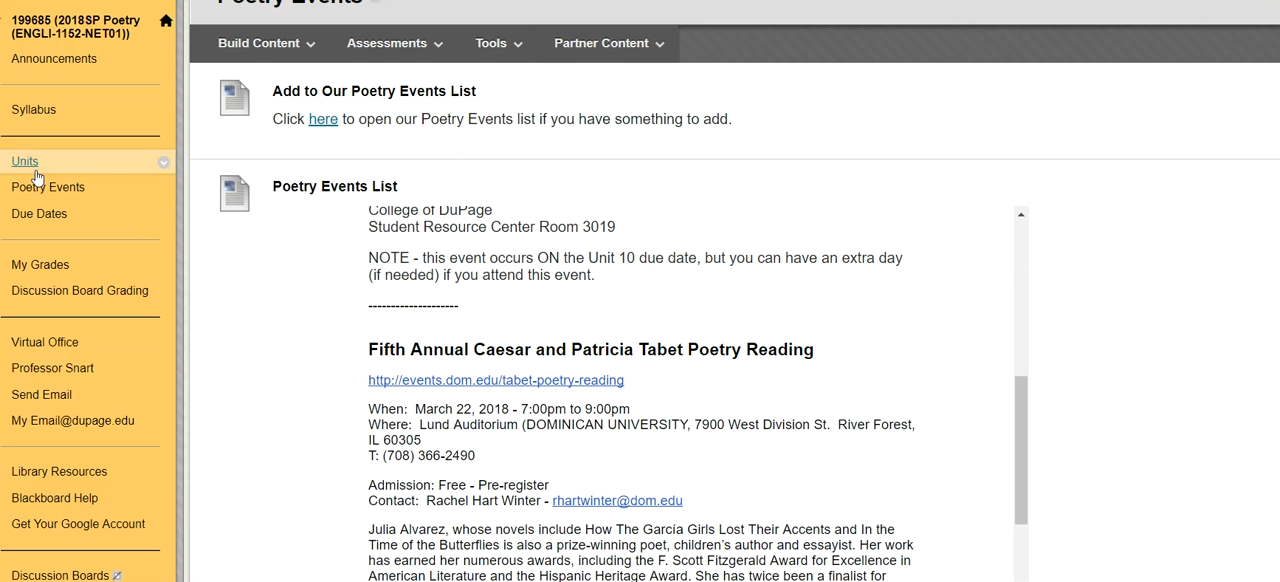 199685 (2018SP Poetry
(ENGLI-1152-NET01))
Announcements
Syllabus
Units
Poetry Events
Due Dates
My Grades
Discussion Board Grading
Virtual Office
Professor Snart
Send Email
My Email@dupage.edu
Library Resources
Blackboard Help
Get Your Google Account
Discussion Boards
Poetry Events
Build Content
Assessments
Tools
Partner Content
Add to Our Poetry Events List
Click here to open our Poetry Events list if you have something to add.
Poetry Events List
College of DuPage
Student Resource Center Room 3019
NOTE - this event occurs ON the Unit 10 due date, but you can have an extra day
(if needed) if you attend this event.
--------------------
Fifth Annual Caesar and Patricia Tabet Poetry Reading
http://events.dom.edu/tabet-poetry-reading
When: March 22, 2018 - 7:00pm to 9:00pm
Where: Lund Auditorium (DOMINICAN UNIVERSITY, 7900 West Division St. River Forest,
IL 60305
T: (708) 366-2490
Admission: Free - Pre-register
Contact: Rachel Hart Winter - rhartwinter@dom.edu
Julia Alvarez, whose novels include How The García Girls Lost Their Accents and In the
Time of the Butterflies is also a prize-winning poet, children's author and essayist. Her work
has earned her numerous awards, including the F. Scott Fitzgerald Award for Excellence in
American Literature and the Hispanic Heritage Award. She has twice been a finalist for